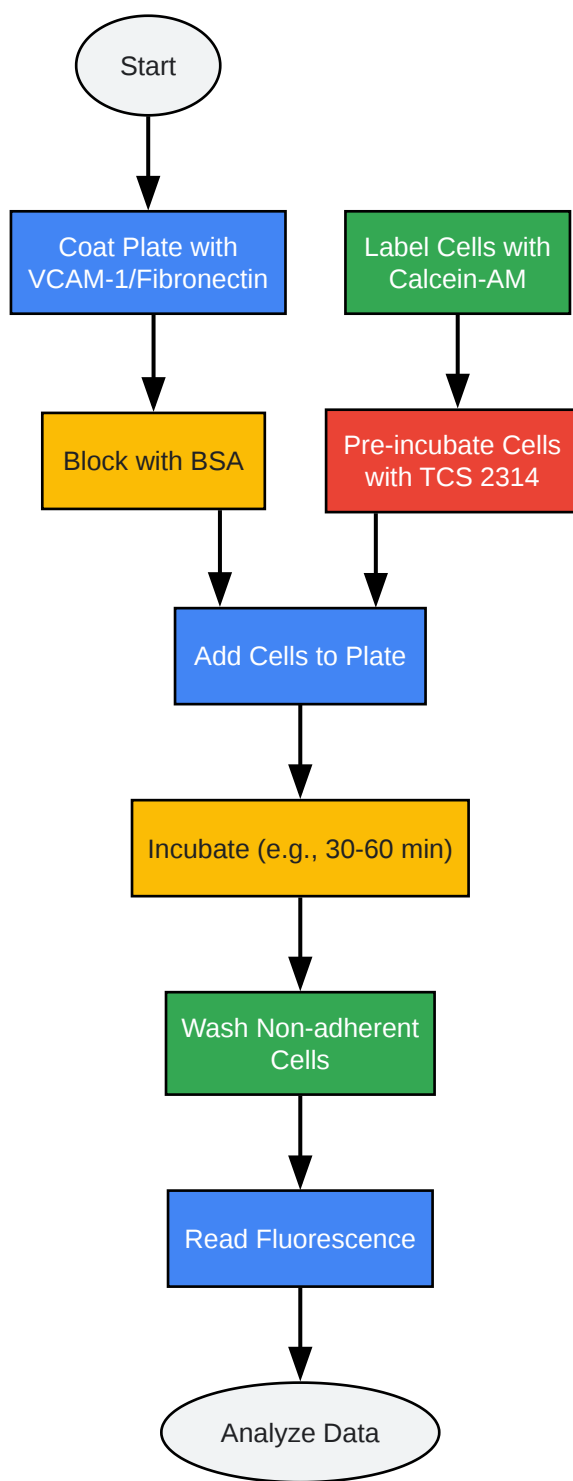 Start
Coat Plate with
VCAM-1/Fibronectin
Label Cells with
Calcein-AM
Block with BSA
Pre-incubate Cells
with TCS 2314
Add Cells to Plate
Incubate (e.g., 30-60 min)
Wash Non-adherent
Cells
Read Fluorescence
Analyze Data